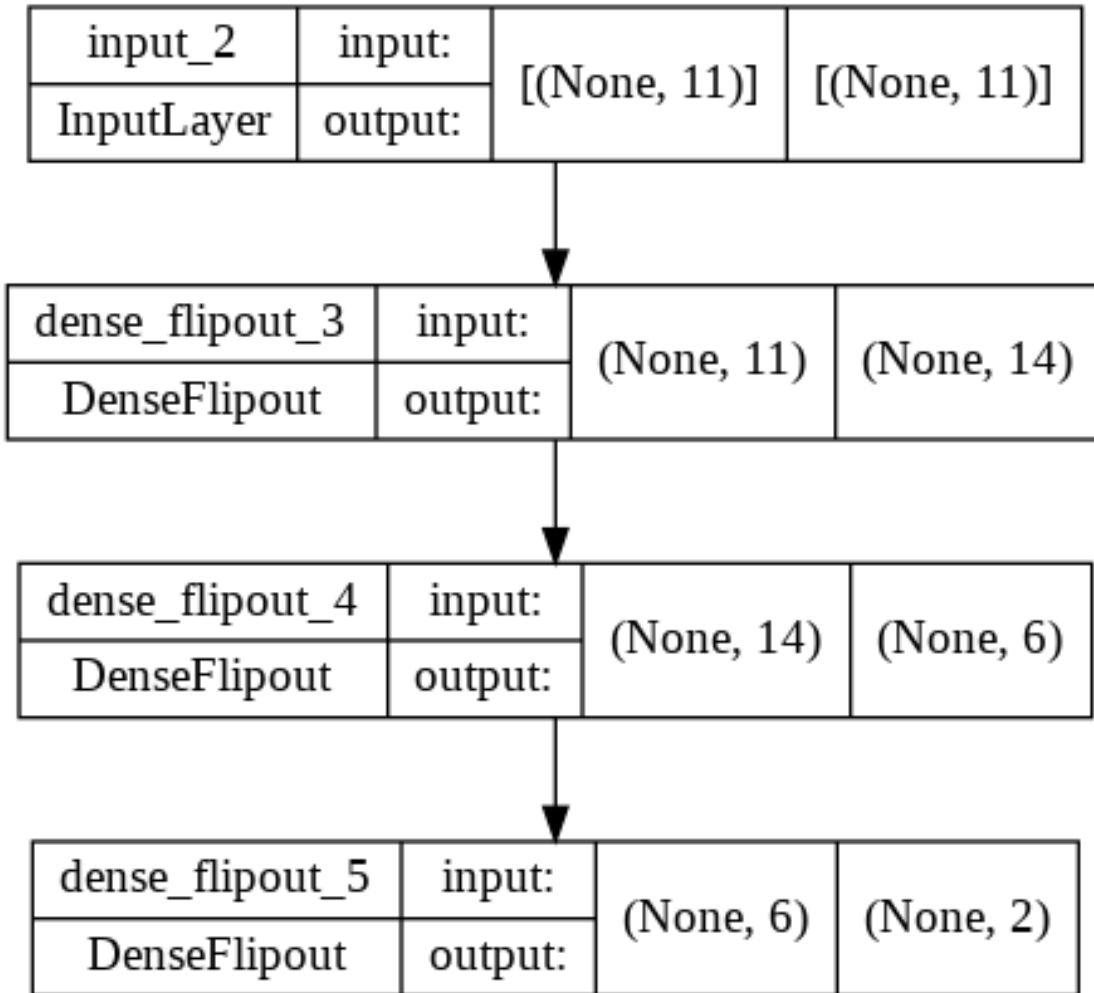 input_2 input: [(None, 11)] [(None, 11)]
InputLayer output:
dense_flipout_3 input: (None, 11) (None, 14)
DenseFlipout output:
dense_flipout_4 input: (None, 14) (None, 6)
DenseFlipout output:
dense_flipout_5 input: (None, 6) (None, 2)
DenseFlipout output: